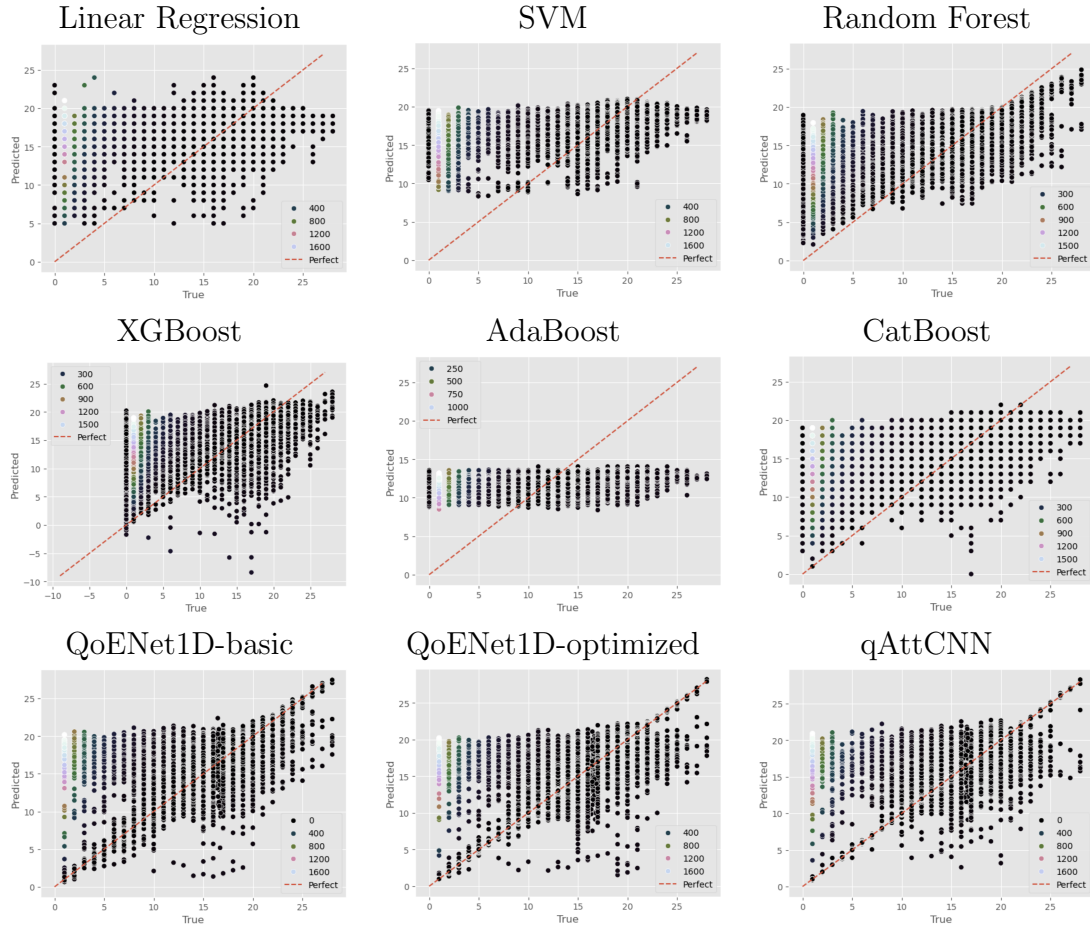 Linear Regression
SVM
Random Forest
25
20
15
10
5
0
Predicted
0 5 10 15 20 25
True
400
800
1200
1600
Perfect
25
20
15
10
5
0
Predicted
0 5 10 15 20 25
True
400
800
1200
1600
Perfect
25
20
15
10
5
0
Predicted
0 5 10 15 20 25
True
300
600
900
1200
1500
Perfect
XGBoost
AdaBoost
CatBoost
25
20
15
10
5
0
−5
−10
Predicted
−10 −5 0 5 10 15 20 25
True
300
600
900
1200
1500
Perfect
25
20
15
10
5
0
Predicted
0 5 10 15 20 25
True
250
500
750
1000
Perfect
25
20
15
10
5
0
Predicted
0 5 10 15 20 25
True
300
600
900
1200
1500
Perfect
QoENet1D-basic
QoENet1D-optimized
qAttCNN
25
20
15
10
5
0
Predicted
0 5 10 15 20 25
True
0
400
800
1200
1600
Perfect
25
20
15
10
5
0
Predicted
0 5 10 15 20 25
True
400
800
1200
1600
Perfect
25
20
15
10
5
0
Predicted
0 5 10 15 20 25
True
0
400
800
1200
1600
Perfect